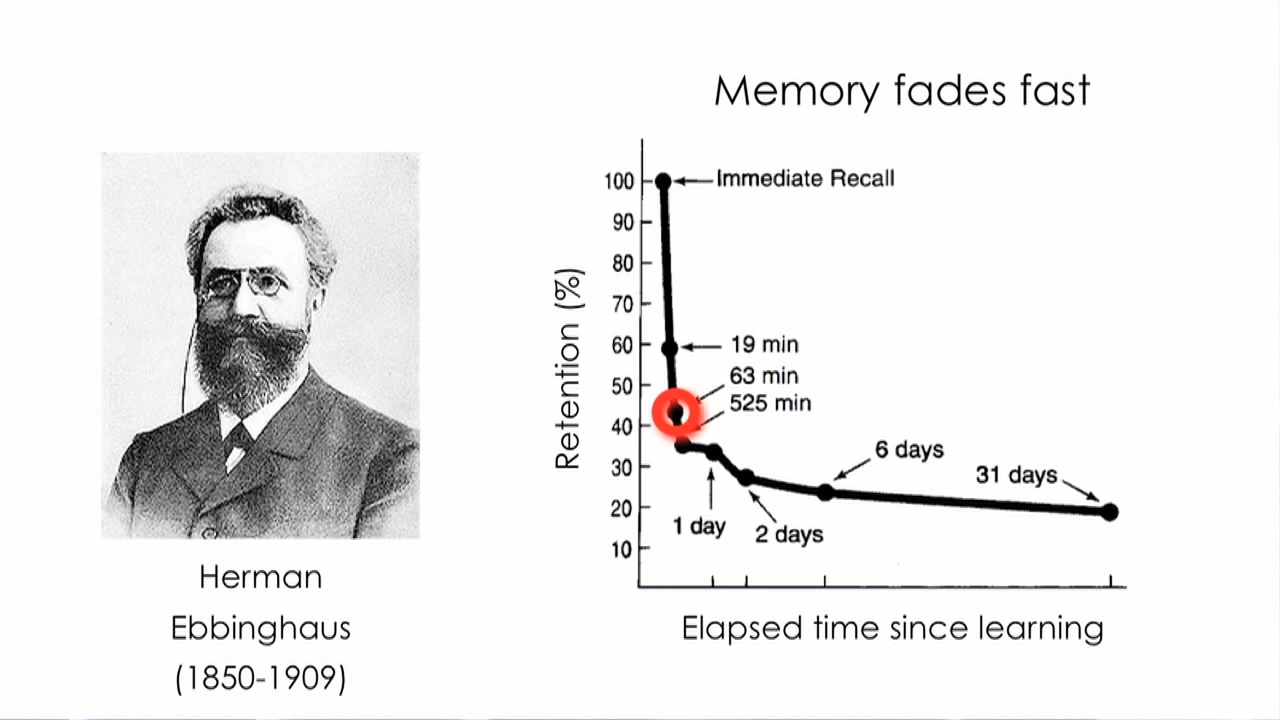 Memory fades fast
Retention (%)
100
90
80
70
60
50
40
30
20
10
Immediate Recall
19 min
63 min
525 min
1 day
2 days
6 days
31 days
Elapsed time since learning
Herman
Ebbinghaus
(1850-1909)